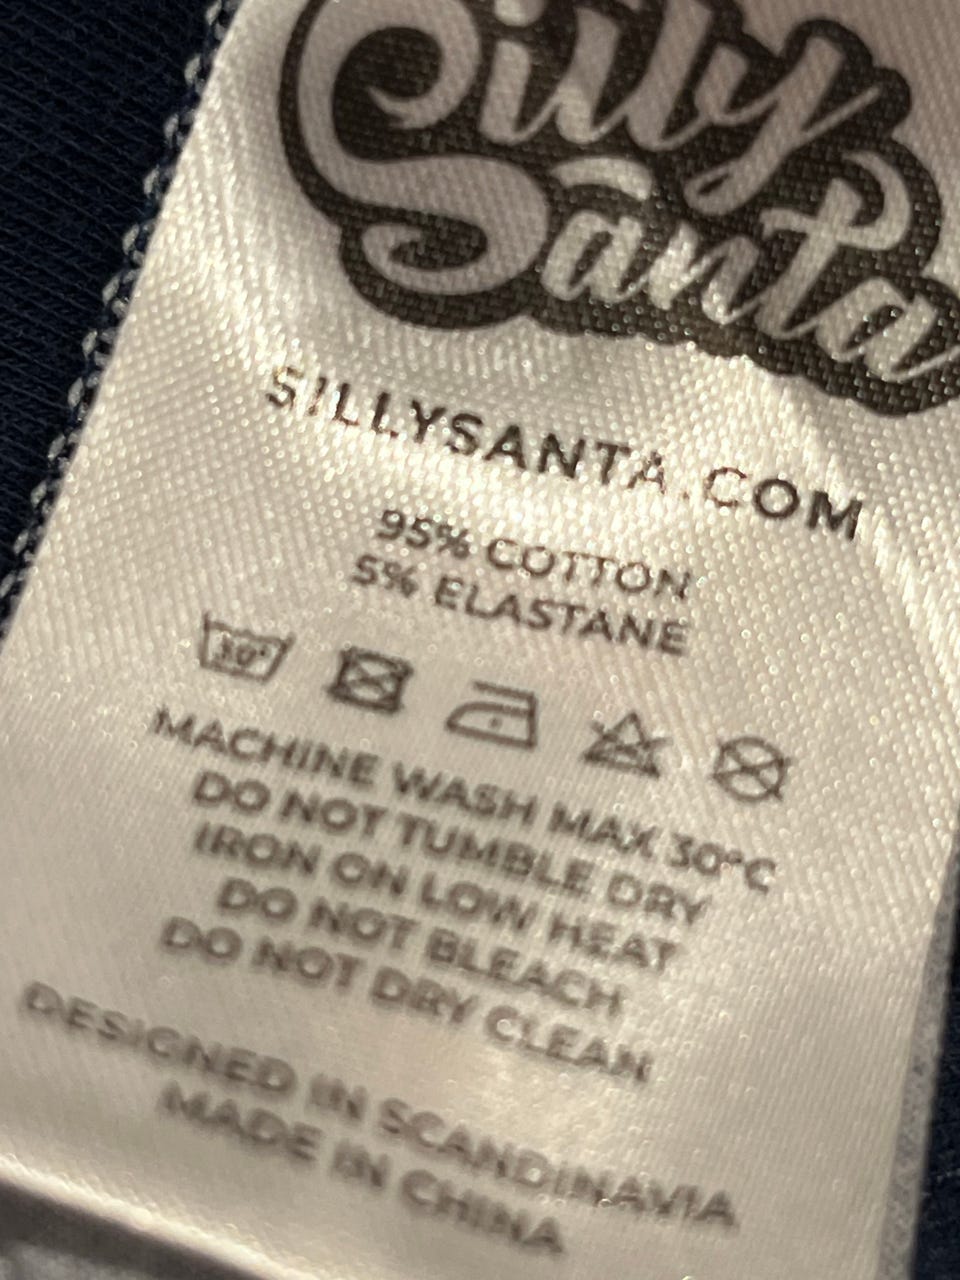 Silly
Santa
SILLYSANTA.COM
95% COTTON
5% ELASTANE
30°
MACHINE WASH MAX 30°C
DO NOT TUMBLE DRY
IRON ON LOW HEAT
DO NOT BLEACH
DO NOT DRY CLEAN
DESIGNED IN SCANDINAVIA
MADE IN CHINA